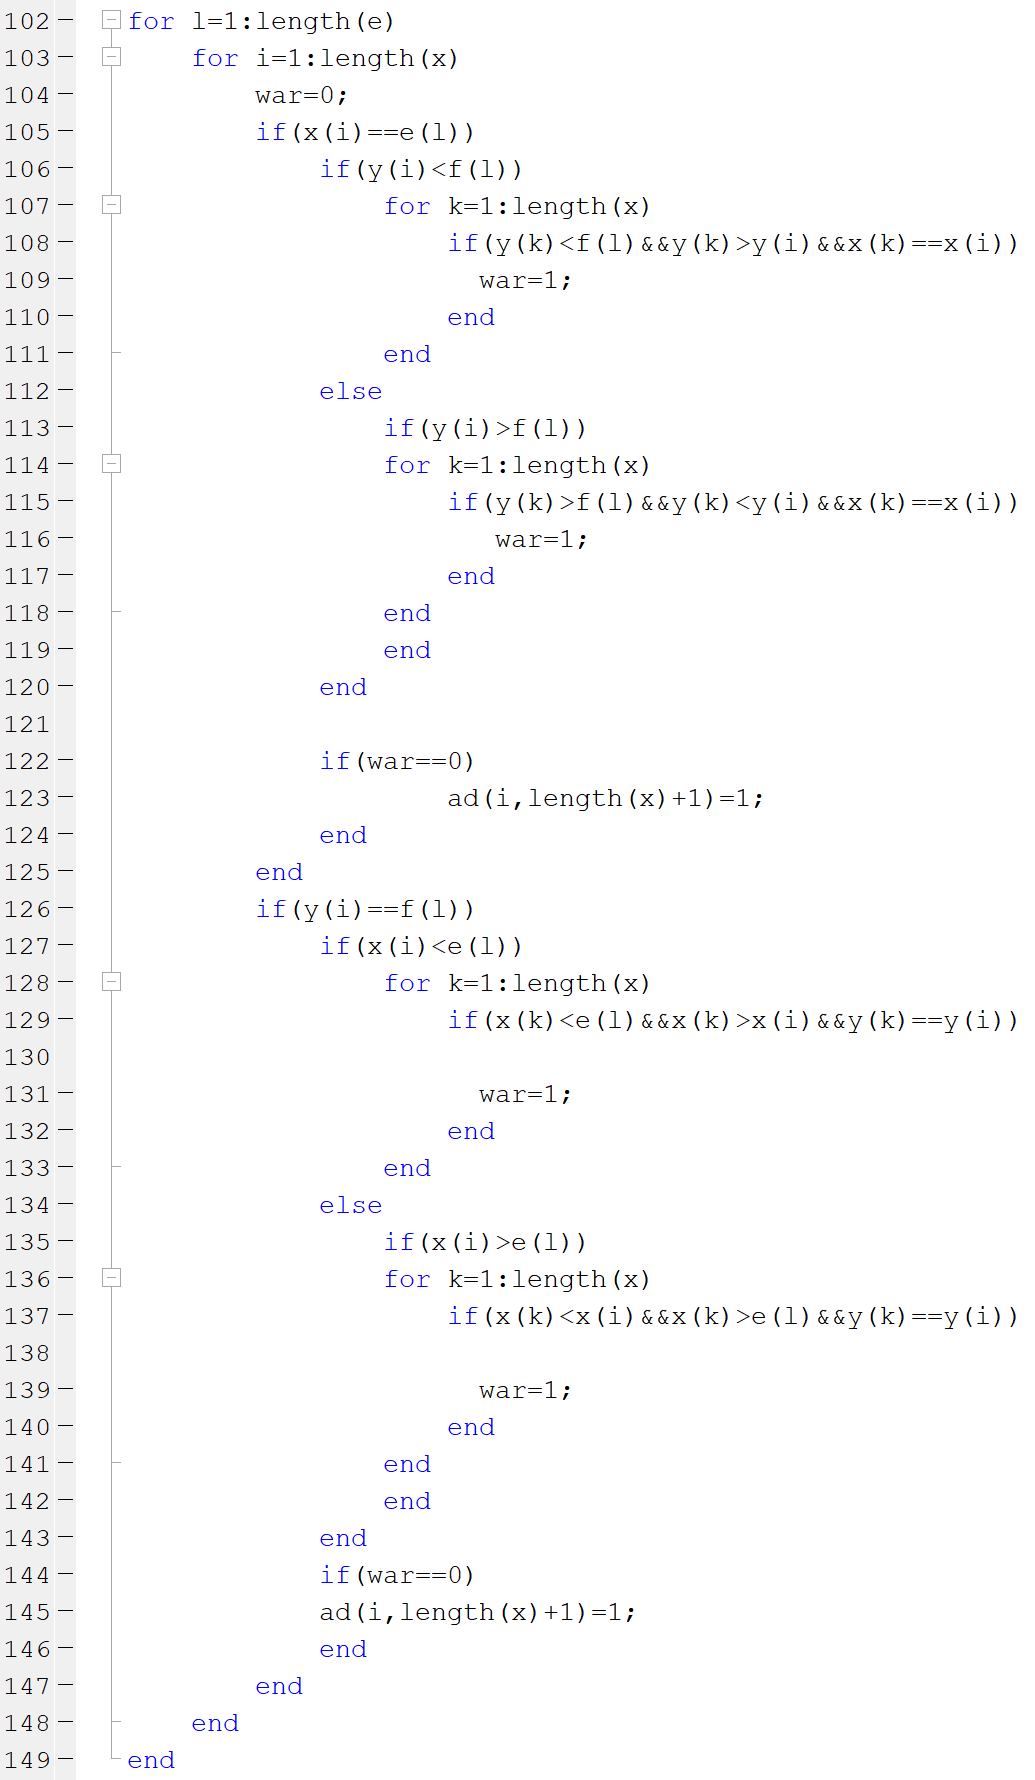 102 for l=1:length(e)
103     for i=1:length(x)
104         war=0;
105         if(x(i)==e(l))
106             if(y(i)<f(l))
107                 for k=1:length(x)
108                     if(y(k)<f(l)&&y(k)>y(i)&&x(k)==x(i))
109                       war=1;
110                     end
111                 end
112             else
113                 if(y(i)>f(l))
114                 for k=1:length(x)
115                     if(y(k)>f(l)&&y(k)<y(i)&&x(k)==x(i))
116                        war=1;
117                     end
118                 end
119                 end
120             end
121
122             if(war==0)
123                     ad(i,length(x)+1)=1;
124             end
125         end
126         if(y(i)==f(l))
127             if(x(i)<e(l))
128                 for k=1:length(x)
129                     if(x(k)<e(l)&&x(k)>x(i)&&y(k)==y(i))
130
131                       war=1;
132                     end
133                 end
134             else
135                 if(x(i)>e(l))
136                 for k=1:length(x)
137                     if(x(k)<x(i)&&x(k)>e(l)&&y(k)==y(i))
138
139                       war=1;
140                     end
141                 end
142                 end
143             end
144             if(war==0)
145             ad(i,length(x)+1)=1;
146             end
147         end
148     end
149 end